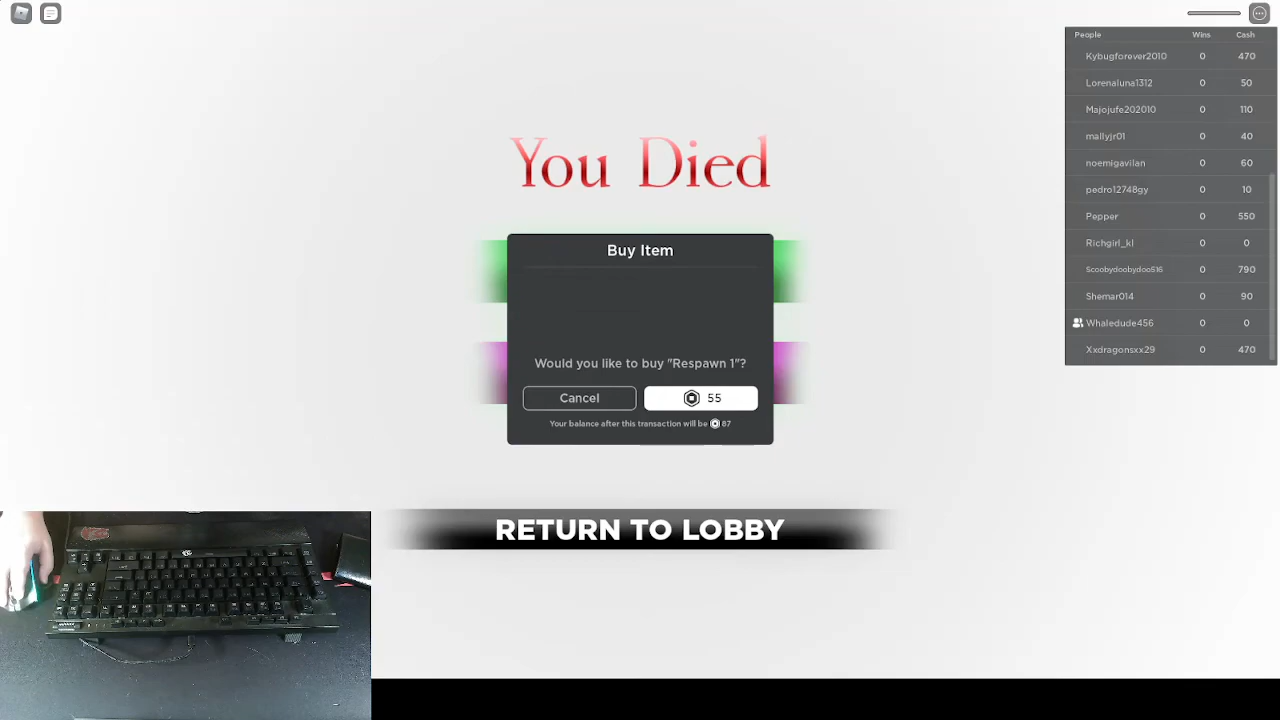 People Wins Cash
Kybugforever2010 0 470
Lorenaluna1312 0 50
Majojufe202010 0 110
mallyjr01 0 40
noemigavilan 0 60
pedro12748gy 0 10
Pepper 0 550
Richgirl_kl 0 0
Scoobydoobydoo516 0 790
Shemar014 0 90
Whaledude456 0 0
Xxdragonsxx29 0 470
You Died
Buy Item
Would you like to buy "Respawn 1"?
Cancel 55
Your balance after this transaction will be 87
RETURN TO LOBBY